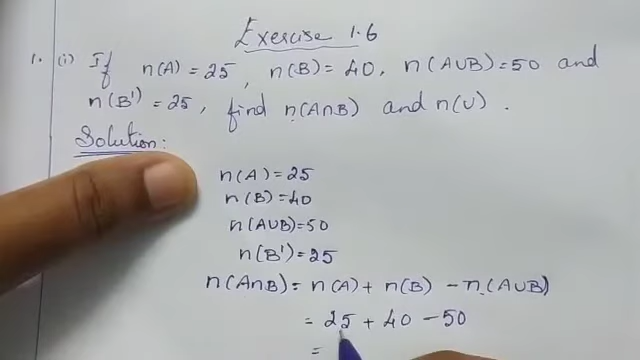 Exercise 1.6
1. (i) If n(A) = 25, n(B) = 40, n(A∪B) = 50 and
n(B') = 25, find n(A∩B) and n(U).
Solution:
n(A) = 25
n(B) = 40
n(A∪B) = 50
n(B') = 25
n(A∩B) = n(A) + n(B) - n(A∪B)
= 25 + 40 - 50
=